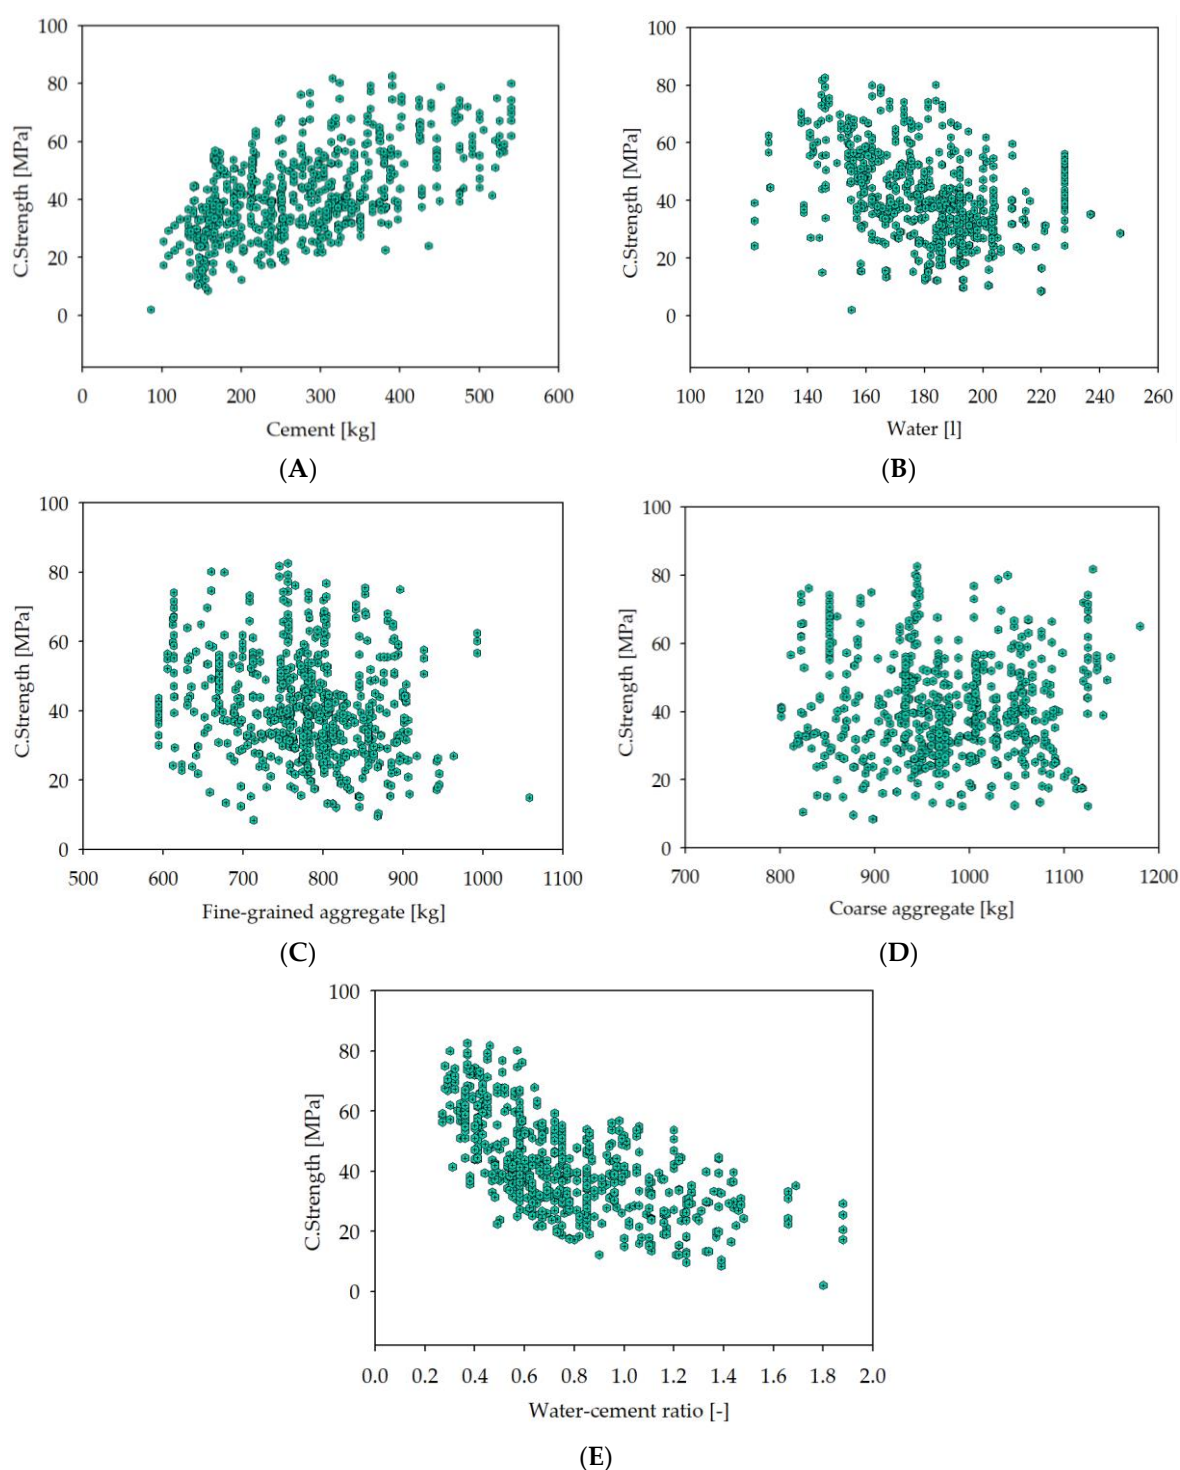 100
80
60
40
20
0
C.Strength [MPa]
0 100 200 300 400 500 600
Cement [kg]
(A)
100
80
60
40
20
0
C.Strength [MPa]
100 120 140 160 180 200 220 240 260
Water [l]
(B)
100
80
60
40
20
0
C.Strength [MPa]
500 600 700 800 900 1000 1100
Fine-grained aggregate [kg]
(C)
100
80
60
40
20
0
C.Strength [MPa]
700 800 900 1000 1100 1200
Coarse aggregate [kg]
(D)
100
80
60
40
20
0
C.Strength [MPa]
0.0 0.2 0.4 0.6 0.8 1.0 1.2 1.4 1.6 1.8 2.0
Water-cement ratio [-]
(E)